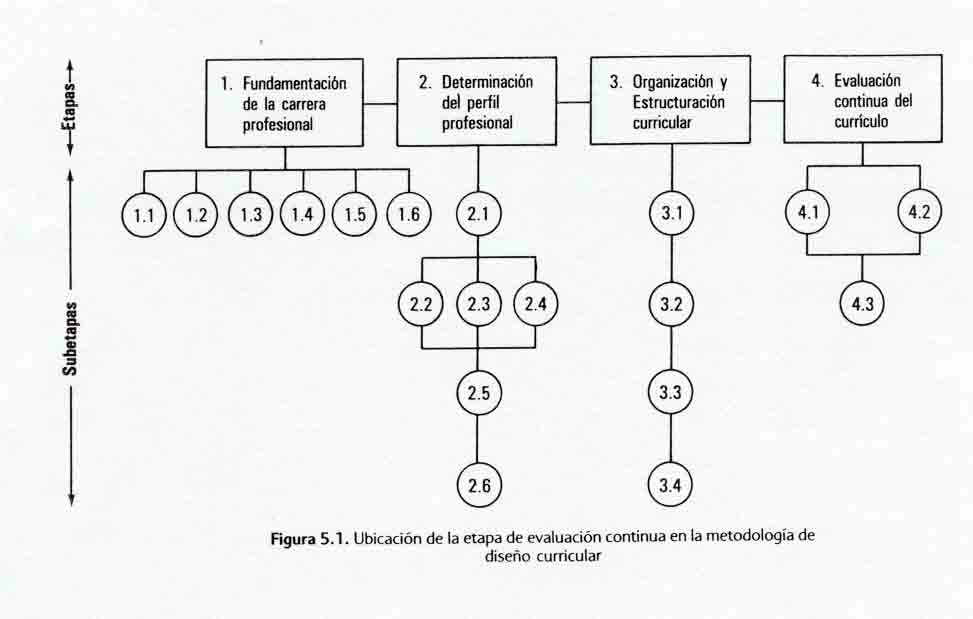 Etapas
1. Fundamentación
de la carrera
profesional
2. Determinación
del perfil
profesional
3. Organización y
Estructuración
curricular
4. Evaluación
continua del
currículo
Subetapas
1.1 1.2 1.3 1.4 1.5 1.6 2.1 3.1 4.1 4.2
2.2 2.3 2.4 3.2 4.3
2.5 3.3
2.6 3.4
Figura 5.1. Ubicación de la etapa de evaluación continua en la metodología de
diseño curricular